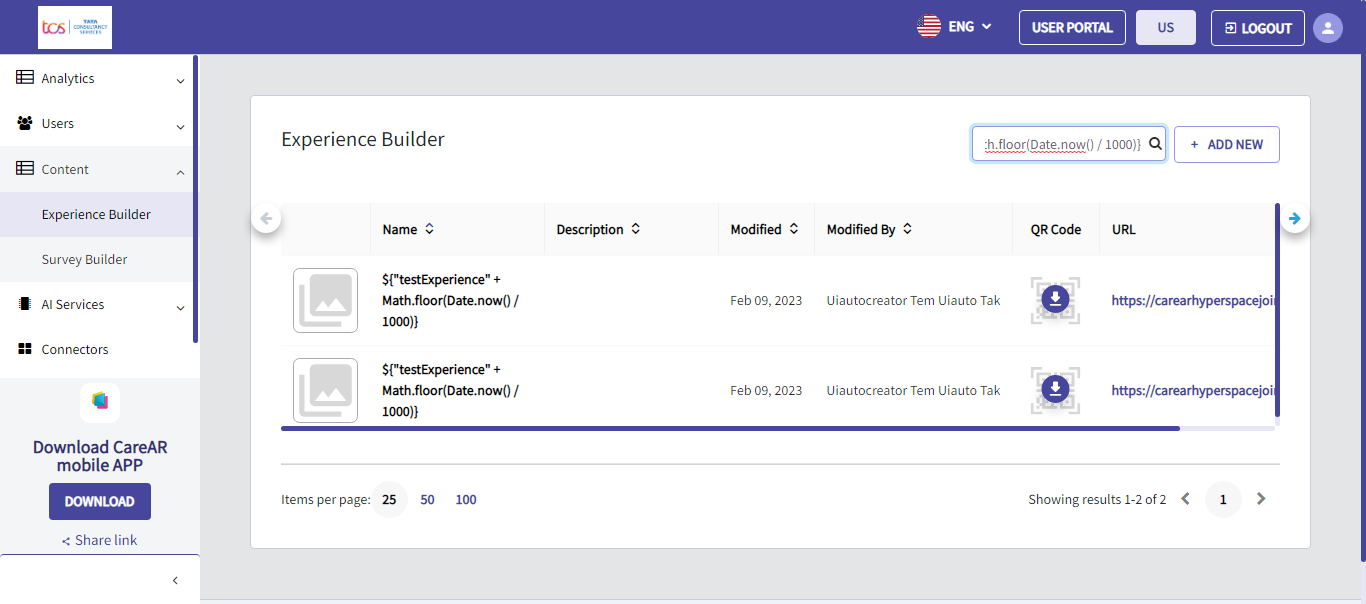 tcs TATA
CONSULTANCY
SERVICES
ENG
USER PORTAL
US
LOGOUT
Analytics
Users
Content
Experience Builder
Survey Builder
AI Services
Connectors
Download CareAR
mobile APP
DOWNLOAD
Share link
Experience Builder
:h.floor(Date.now() / 1000)}
+ ADD NEW
Name Description Modified Modified By QR Code URL
${"testExperience" +
Math.floor(Date.now() /
1000)}
Feb 09, 2023 Uiautocreator Tem Uiauto Tak https://carearhyperspacejoi
${"testExperience" +
Math.floor(Date.now() /
1000)}
Feb 09, 2023 Uiautocreator Tem Uiauto Tak https://carearhyperspacejoi
Items per page: 25 50 100
Showing results 1-2 of 2 1